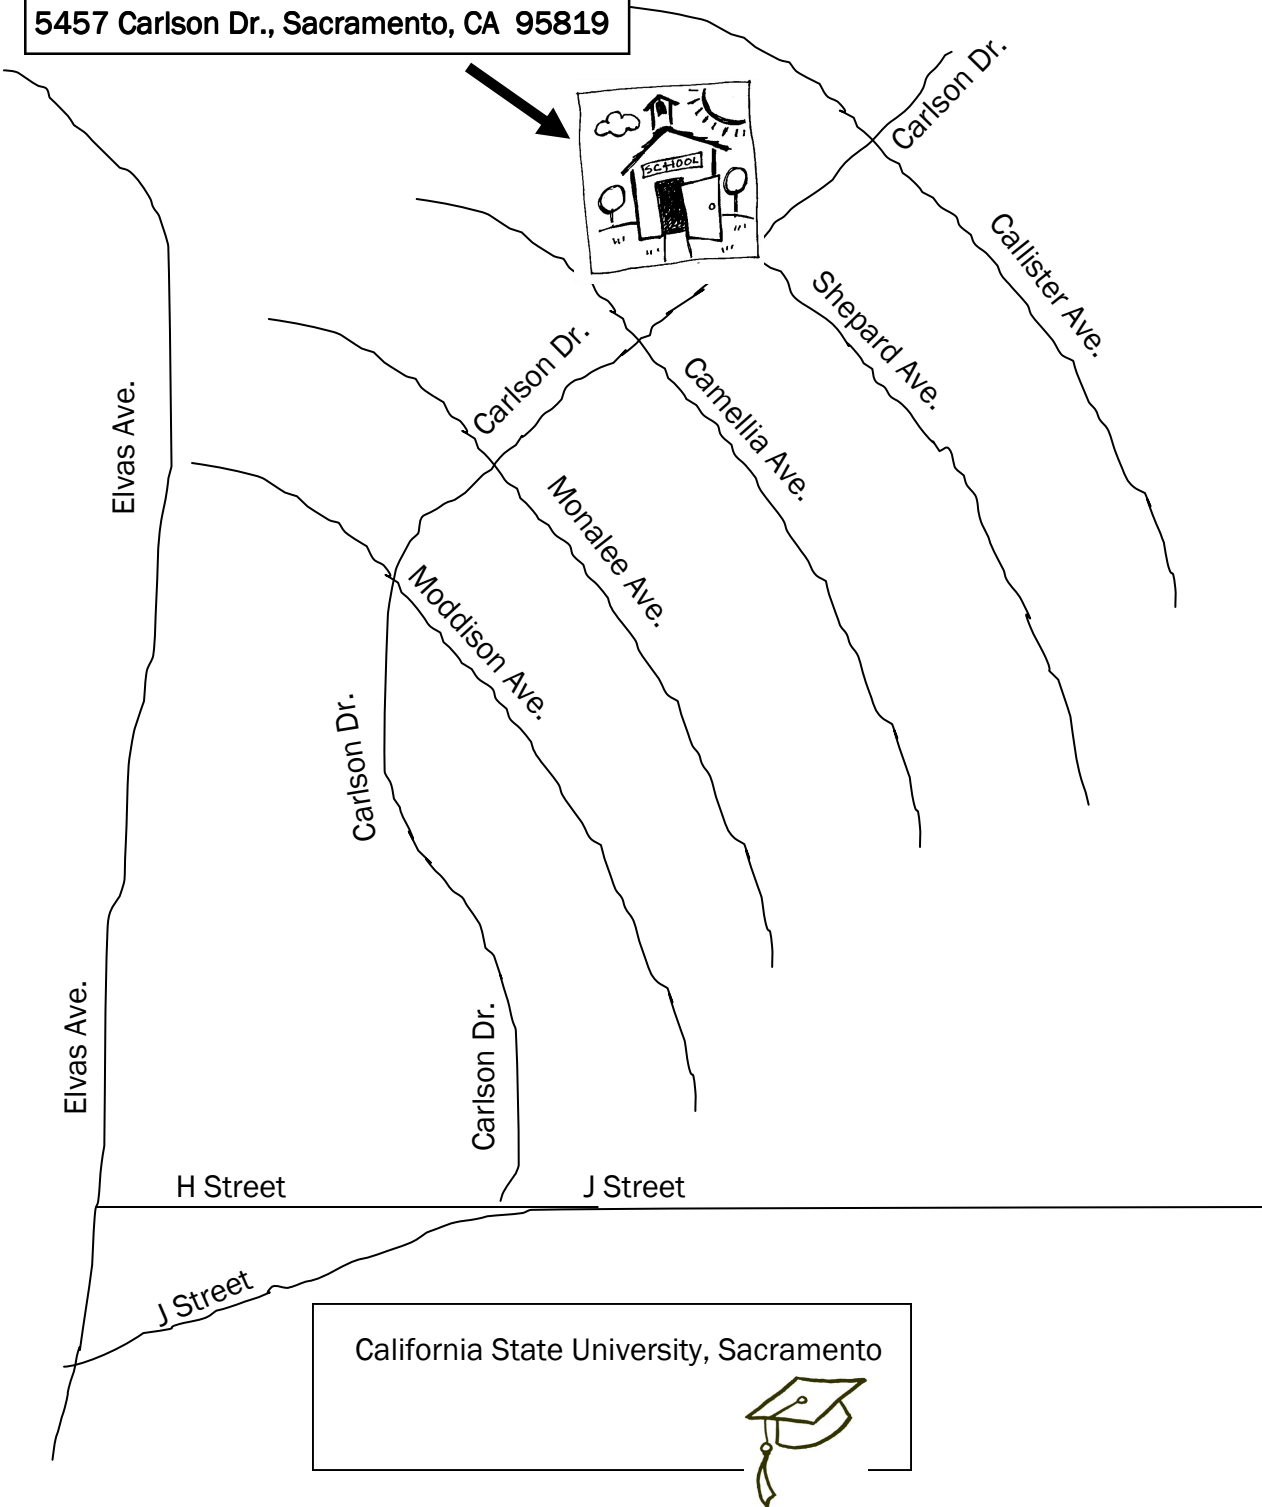 5457 Carlson Dr., Sacramento, CA  95819
Carlson Dr.
SCHOOL
Callister Ave.
Shepard Ave.
Carlson Dr.
Camellia Ave.
Elvas Ave.
Monalee Ave.
Moddison Ave.
Carlson Dr.
Elvas Ave.
Carlson Dr.
H Street
J Street
J Street
California State University, Sacramento